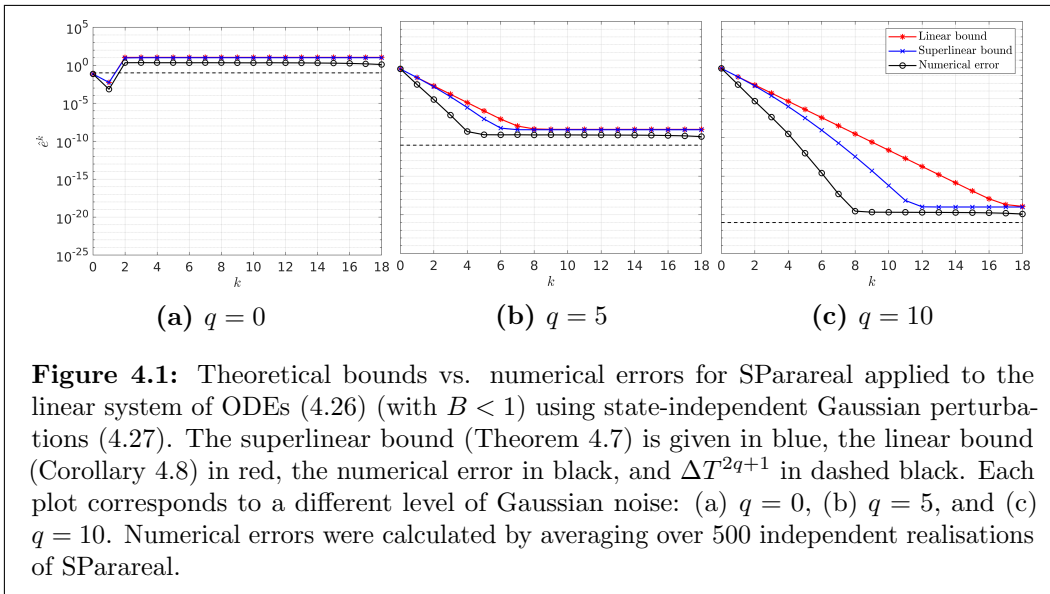 10^5
10^0
10^-5
10^-10
10^-15
10^-20
10^-25
ê^k
0 2 4 6 8 10 12 14 16 18
k
0 2 4 6 8 10 12 14 16 18
k
0 2 4 6 8 10 12 14 16 18
k
Linear bound
Superlinear bound
Numerical error
(a) q = 0
(b) q = 5
(c) q = 10
Figure 4.1: Theoretical bounds vs. numerical errors for SParareal applied to the
linear system of ODEs (4.26) (with B < 1) using state-independent Gaussian perturba-
tions (4.27). The superlinear bound (Theorem 4.7) is given in blue, the linear bound
(Corollary 4.8) in red, the numerical error in black, and ΔT^{2q+1} in dashed black. Each
plot corresponds to a different level of Gaussian noise: (a) q = 0, (b) q = 5, and (c)
q = 10. Numerical errors were calculated by averaging over 500 independent realisations
of SParareal.